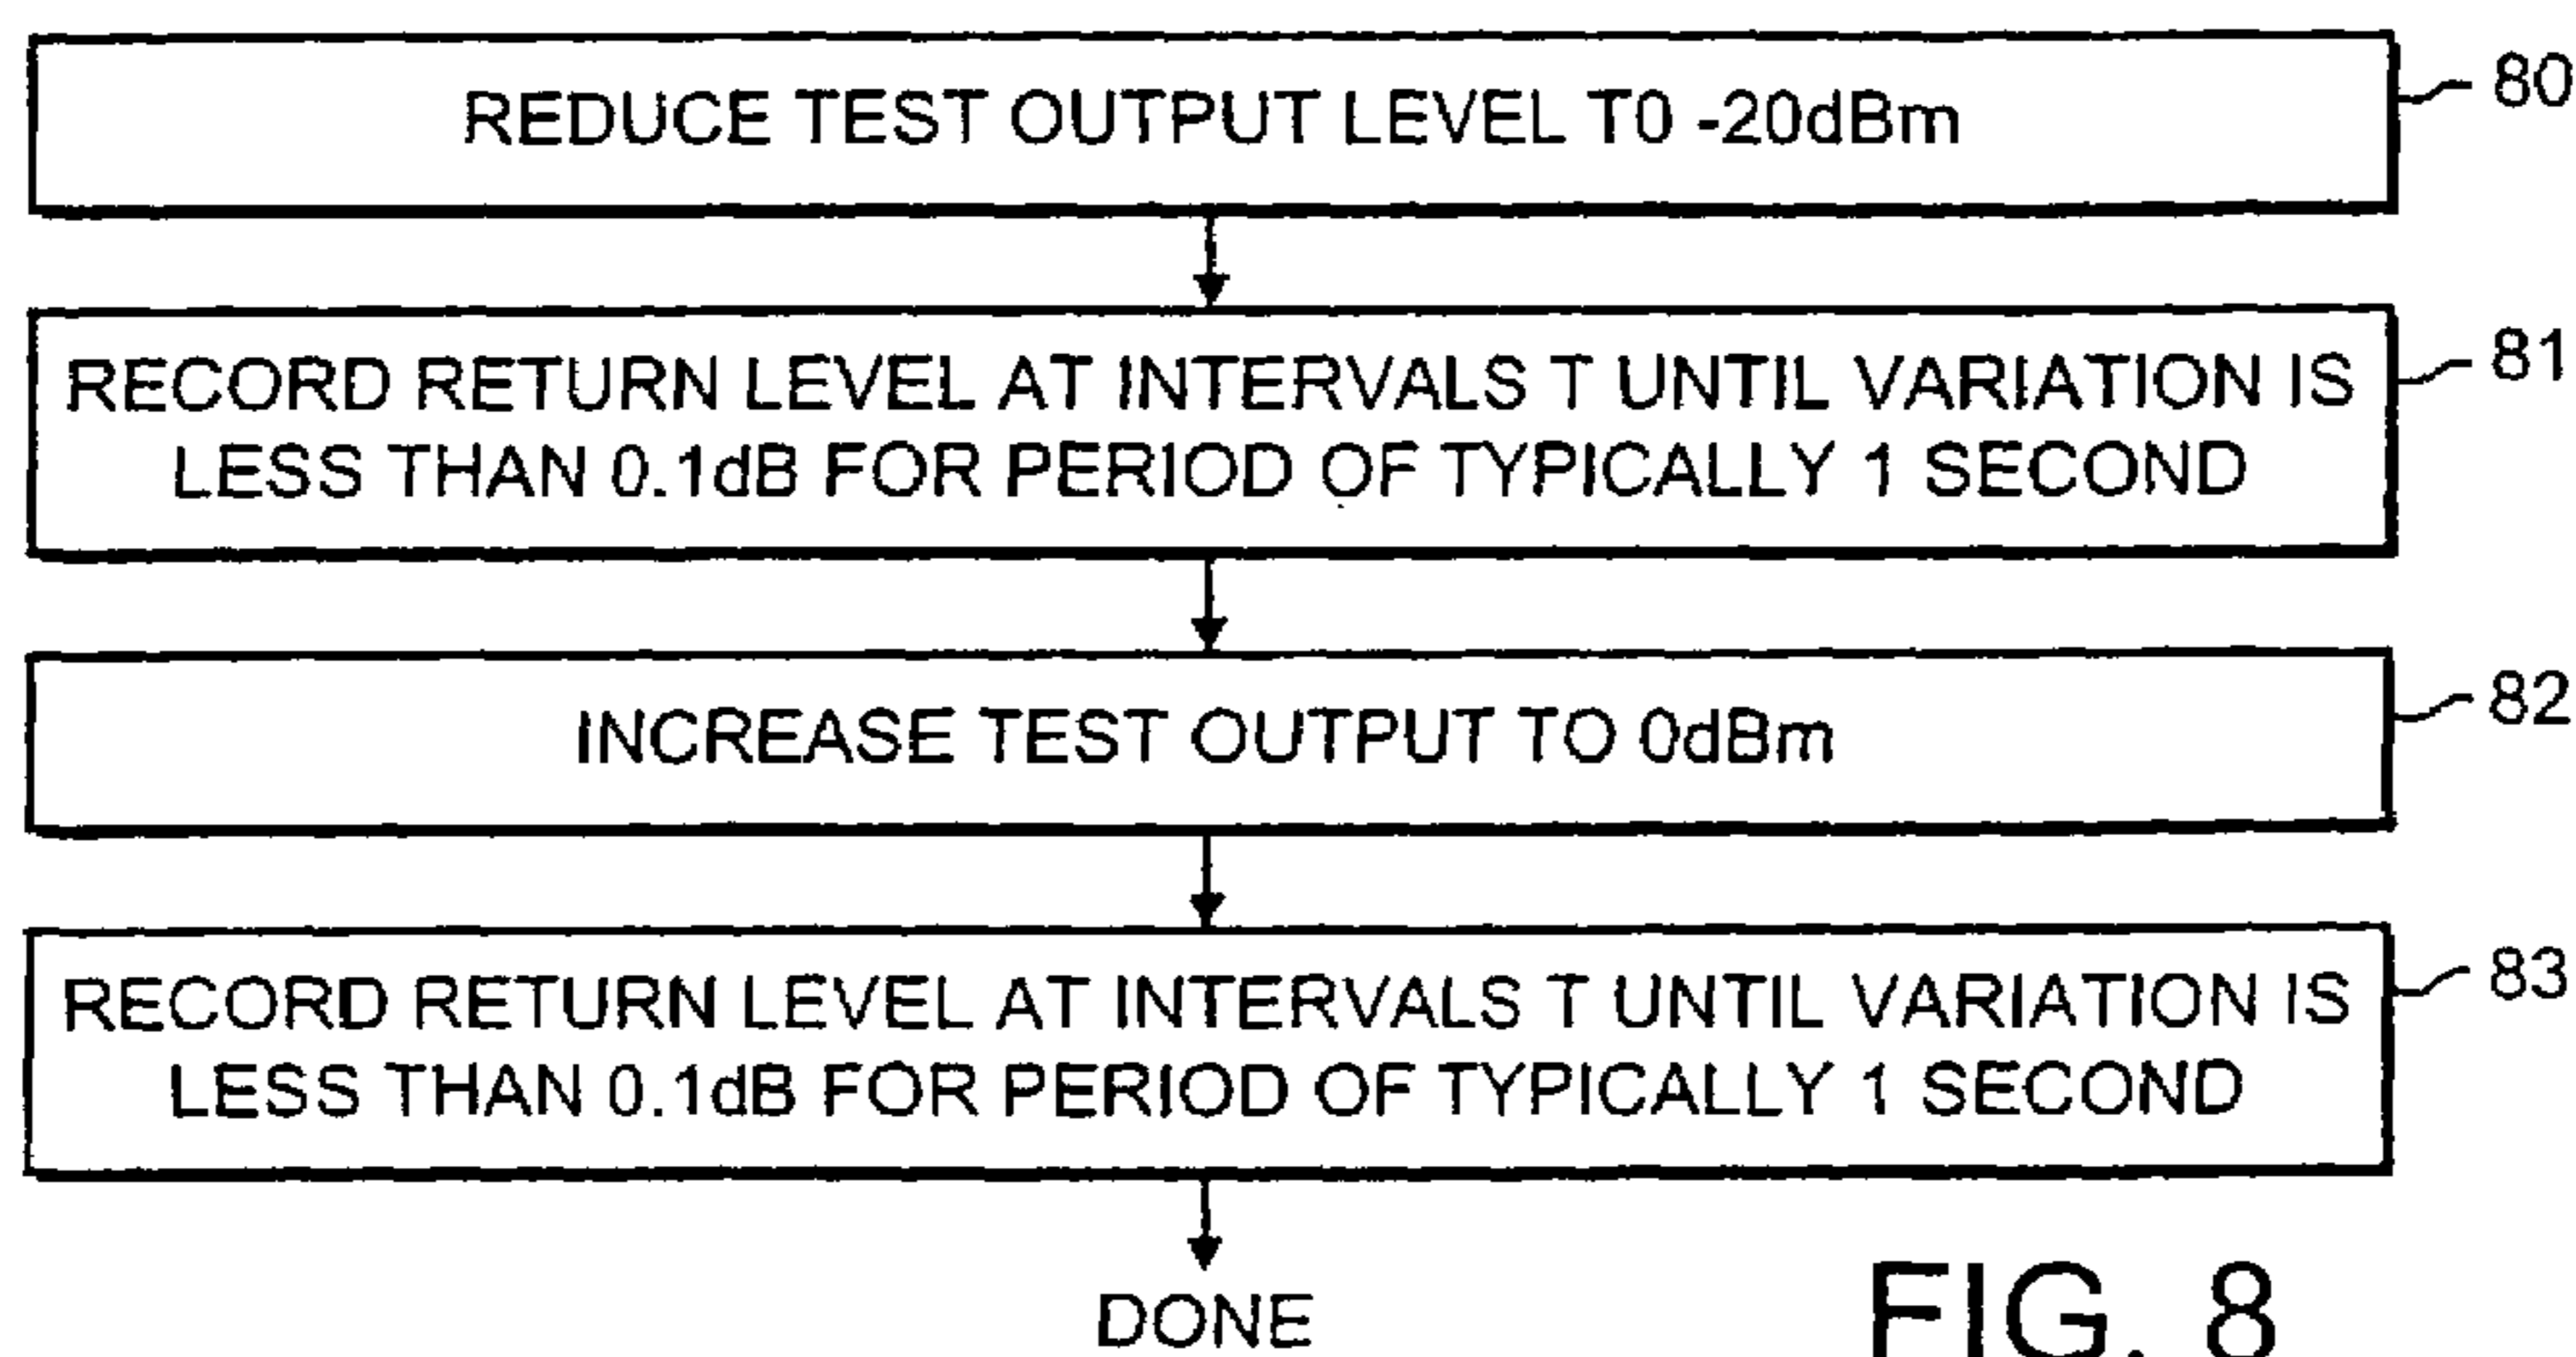 REDUCE TEST OUTPUT LEVEL T0 -20dBm
80
RECORD RETURN LEVEL AT INTERVALS T UNTIL VARIATION IS
LESS THAN 0.1dB FOR PERIOD OF TYPICALLY 1 SECOND
81
INCREASE TEST OUTPUT TO 0dBm
82
RECORD RETURN LEVEL AT INTERVALS T UNTIL VARIATION IS
LESS THAN 0.1dB FOR PERIOD OF TYPICALLY 1 SECOND
83
DONE
FIG. 8